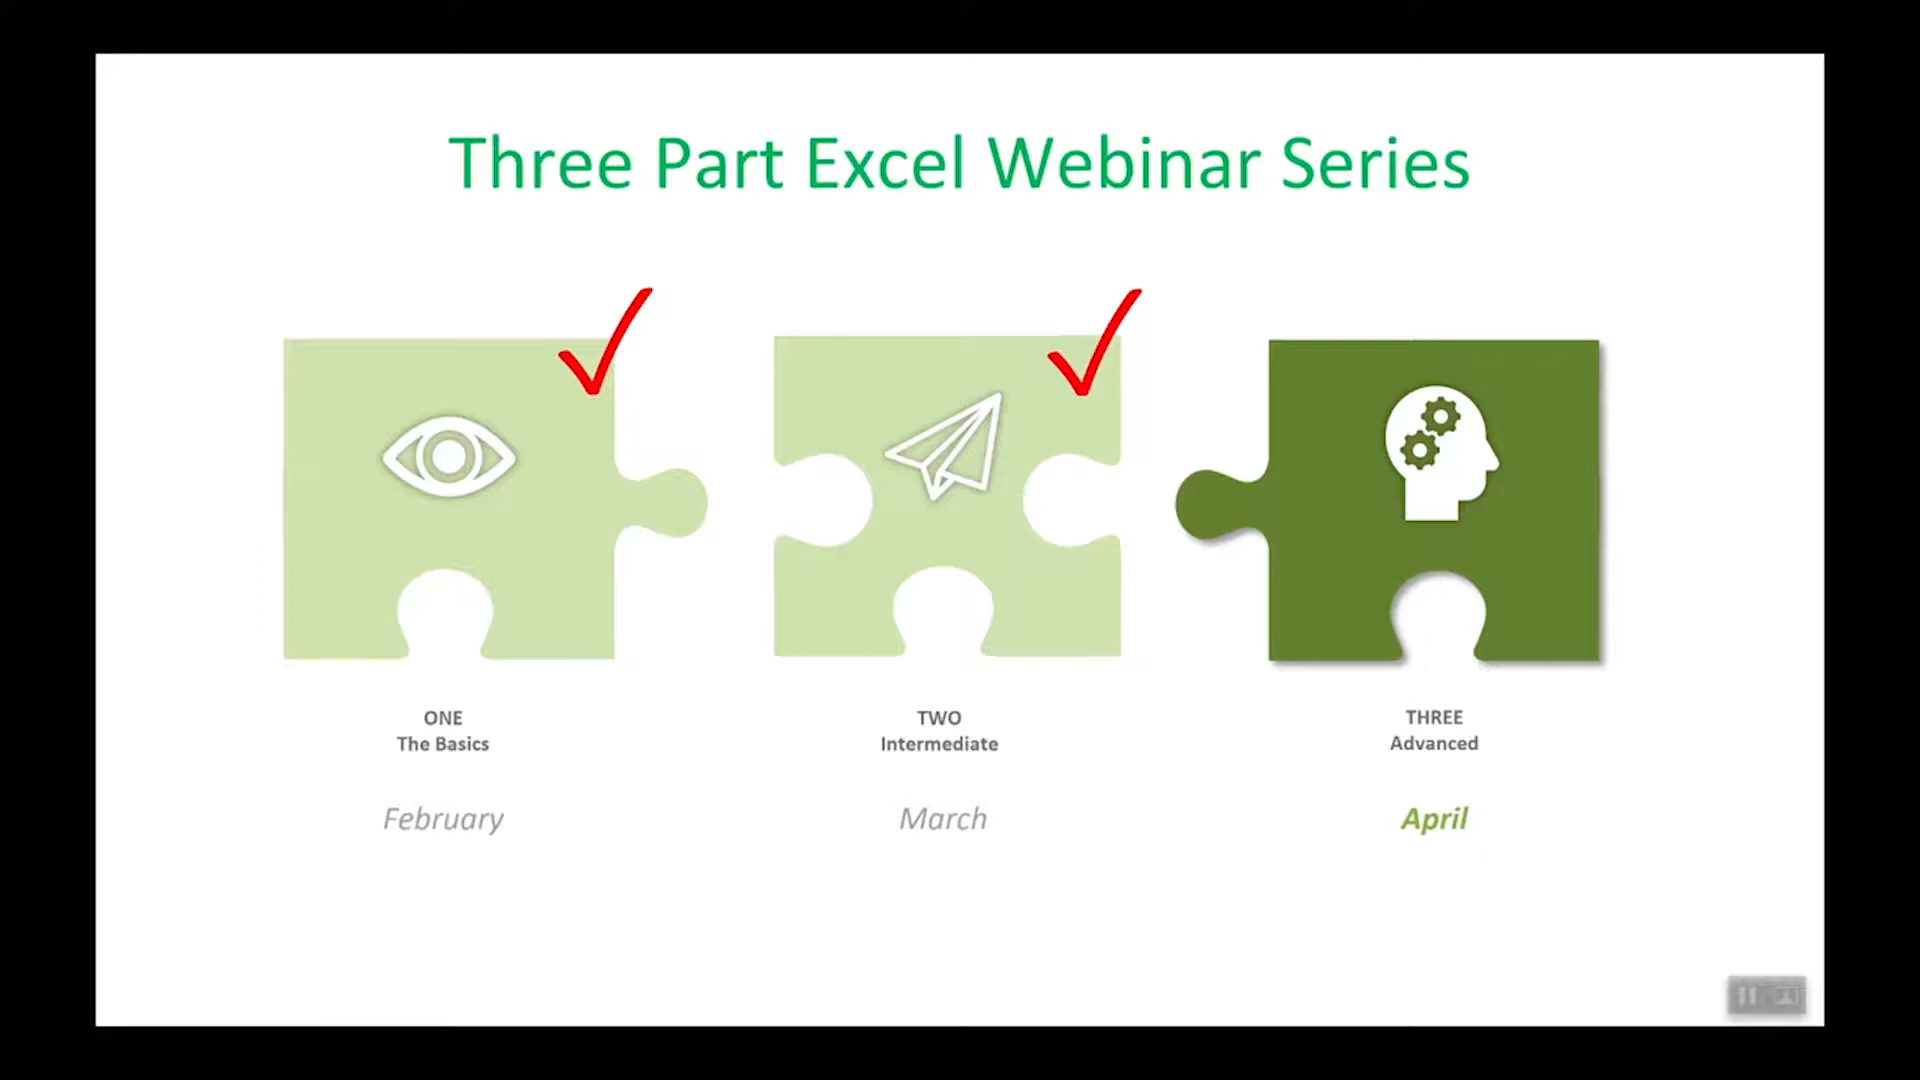 Three Part Excel Webinar Series
ONE
The Basics
February
TWO
Intermediate
March
THREE
Advanced
April